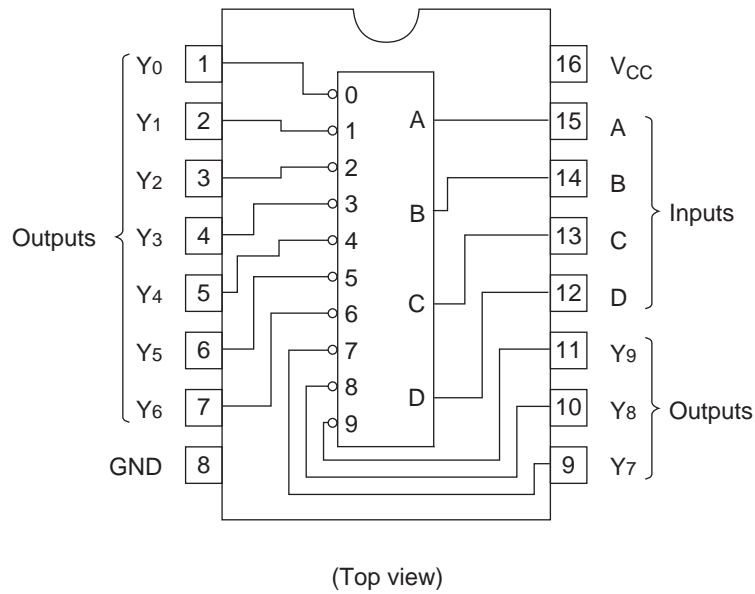 Y0 1 16 VCC
0
Y1 2 1 A 15 A
Y2 3 2 14 B
3 B
Outputs Y3 4 13 C Inputs
4
Y4 5 5 C 12 D
6
Y5 6 7 11 Y9
8 D
Y6 7 9 10 Y8 Outputs
GND 8 9 Y7
(Top view)